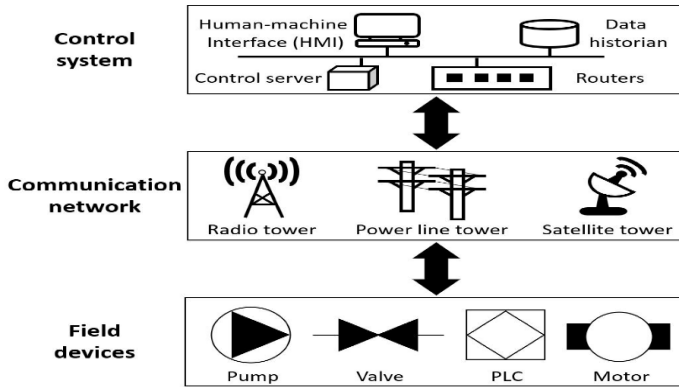 Control
system
Human-machine
Interface (HMI)
Data
historian
Control server
Routers
Communication
network
Radio tower
Power line tower
Satellite tower
Field
devices
Pump
Valve
PLC
Motor